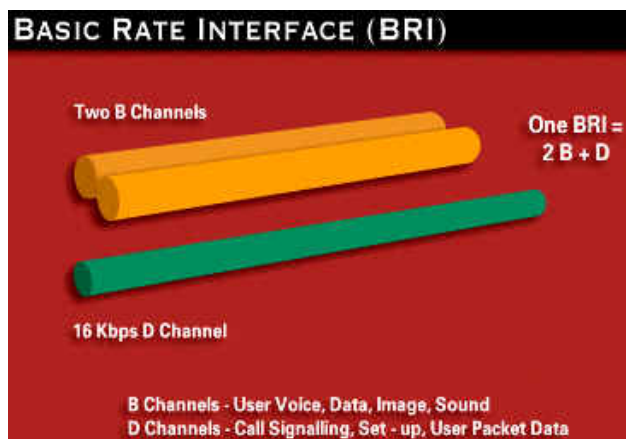 BASIC RATE INTERFACE (BRI)
Two B Channels
One BRI =
2 B + D
16 Kbps D Channel
B Channels - User Voice, Data, Image, Sound
D Channels - Call Signalling, Set - up, User Packet Data